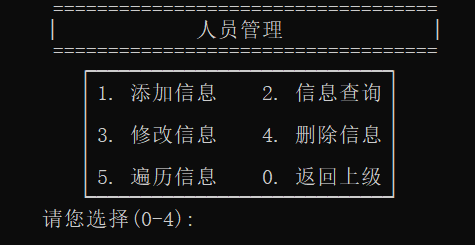 ===================================
| 人员管理 |
===================================
1. 添加信息 2. 信息查询
3. 修改信息 4. 删除信息
5. 遍历信息 0. 返回上级
请您选择(0-4):